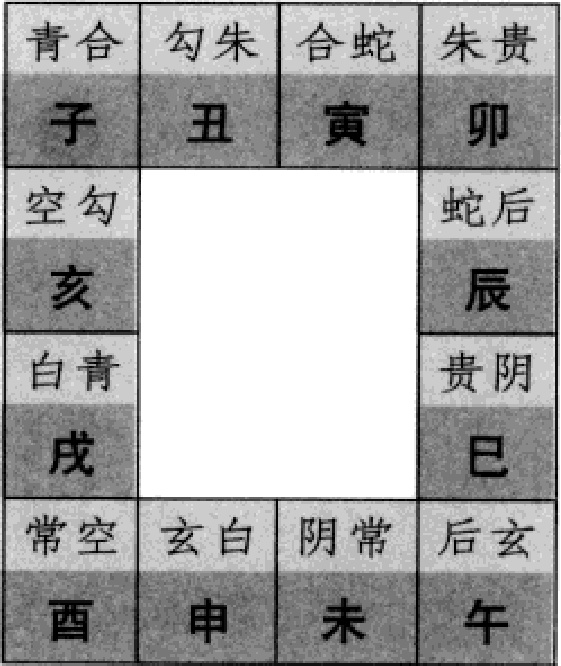 青合 勾朱 合蛇 朱贵
子 丑 寅 卯
空勾 蛇后
亥 辰
白青 贵阴
戌 巳
常空 玄白 阴常 后玄
酉 申 未 午